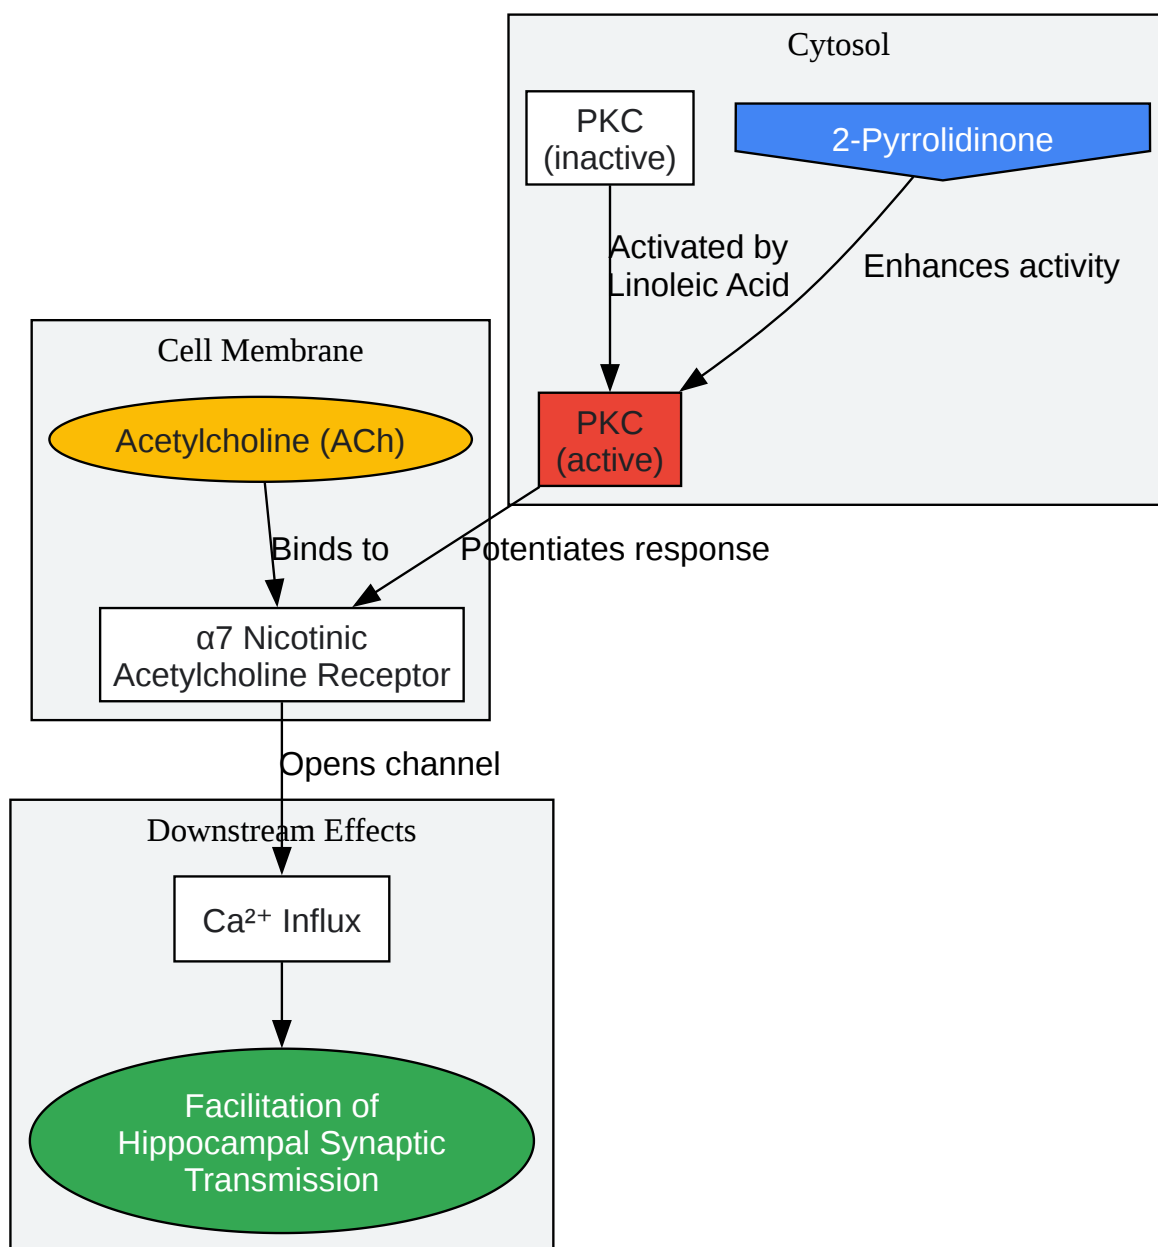 Cytosol
PKC
(inactive)
2-Pyrrolidinone
Activated by
Linoleic Acid
Enhances activity
Cell Membrane
Acetylcholine (ACh)
PKC
(active)
Binds to
Potentiates response
α7 Nicotinic
Acetylcholine Receptor
Opens channel
Downstream Effects
Ca²⁺ Influx
Facilitation of
Hippocampal Synaptic
Transmission